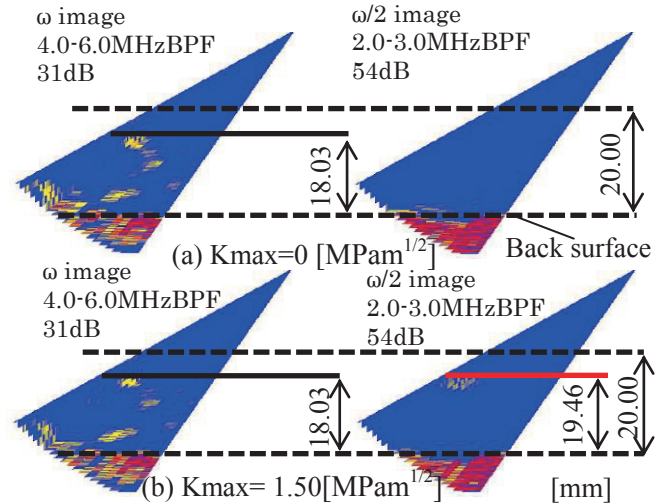 ω image
4.0-6.0MHzBPF
31dB
ω/2 image
2.0-3.0MHzBPF
54dB
18.03
20.00
Back surface
(a) Kmax=0 [MPam1/2]
ω image
4.0-6.0MHzBPF
31dB
ω/2 image
2.0-3.0MHzBPF
54dB
18.03
19.46
20.00
(b) Kmax= 1.50[MPam1/2]
[mm]